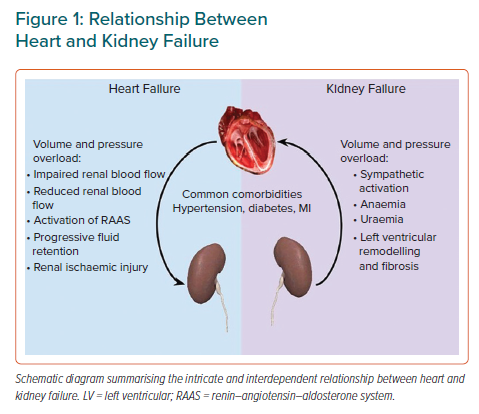 Figure 1: Relationship Between
Heart and Kidney Failure
Heart Failure
Kidney Failure
Volume and pressure
overload:
• Impaired renal blood flow
• Reduced renal blood
flow
• Activation of RAAS
• Progressive fluid
retention
• Renal ischaemic injury
Common comorbidities
Hypertension, diabetes, MI
Volume and pressure
overload:
• Sympathetic
activation
• Anaemia
• Uraemia
• Left ventricular
remodelling
and fibrosis
Schematic diagram summarising the intricate and interdependent relationship between heart and
kidney failure. LV = left ventricular; RAAS = renin–angiotensin–aldosterone system.